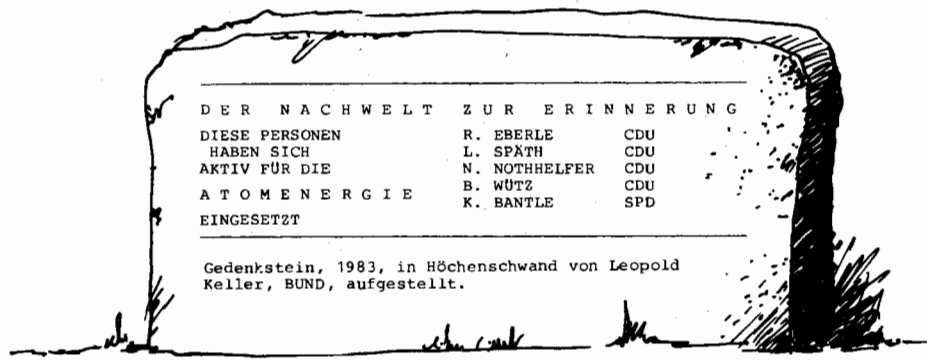 DER NACHWELT ZUR ERINNERUNG
DIESE PERSONEN
HABEN SICH
AKTIV FÜR DIE
ATOMENERGIE
EINGESETZT
R. EBERLE CDU
L. SPÄTH CDU
N. NOTHHELFER CDU
B. WÜTZ CDU
K. BANTLE SPD
Gedenkstein, 1983, in Höchenschwand von Leopold
Keller, BUND, aufgestellt.